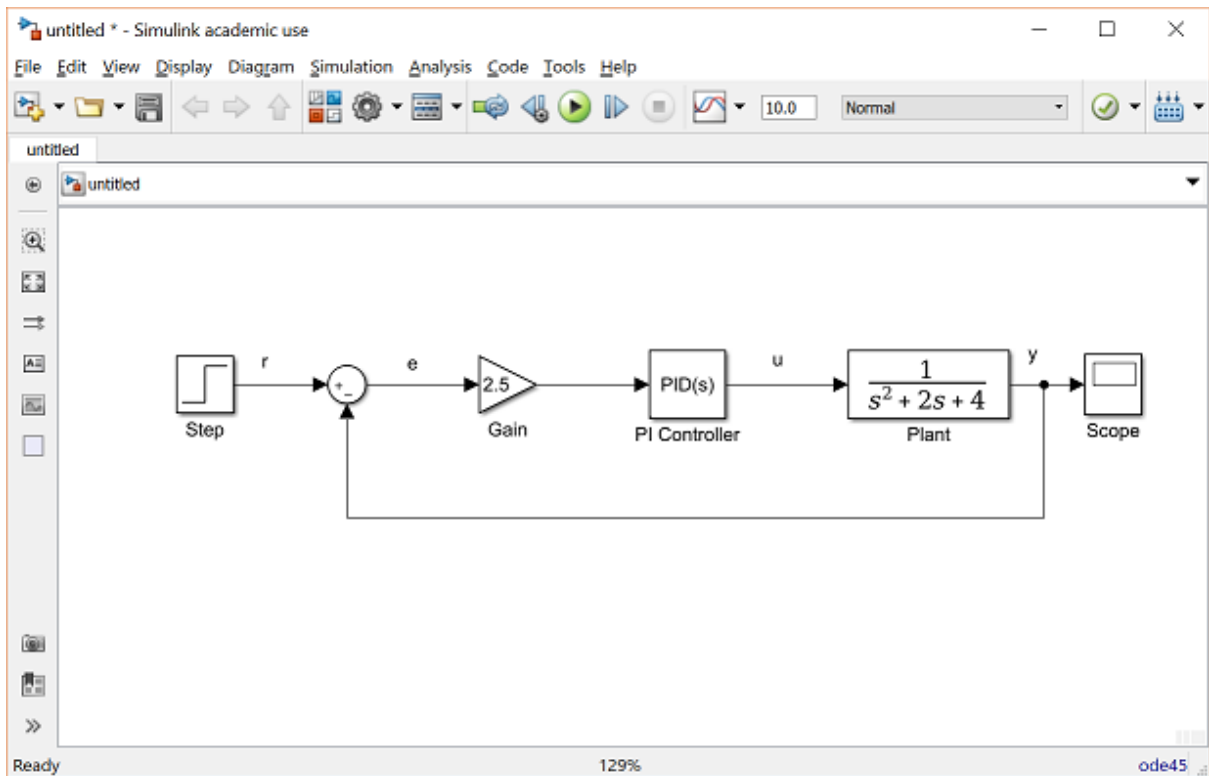 untitled * - Simulink academic use
File Edit View Display Diagram Simulation Analysis Code Tools Help
10.0 Normal
untitled
untitled
r e u y
+ −
2.5
PID(s)
1
s² + 2s + 4
Step Gain PI Controller Plant Scope
Ready 129% ode45